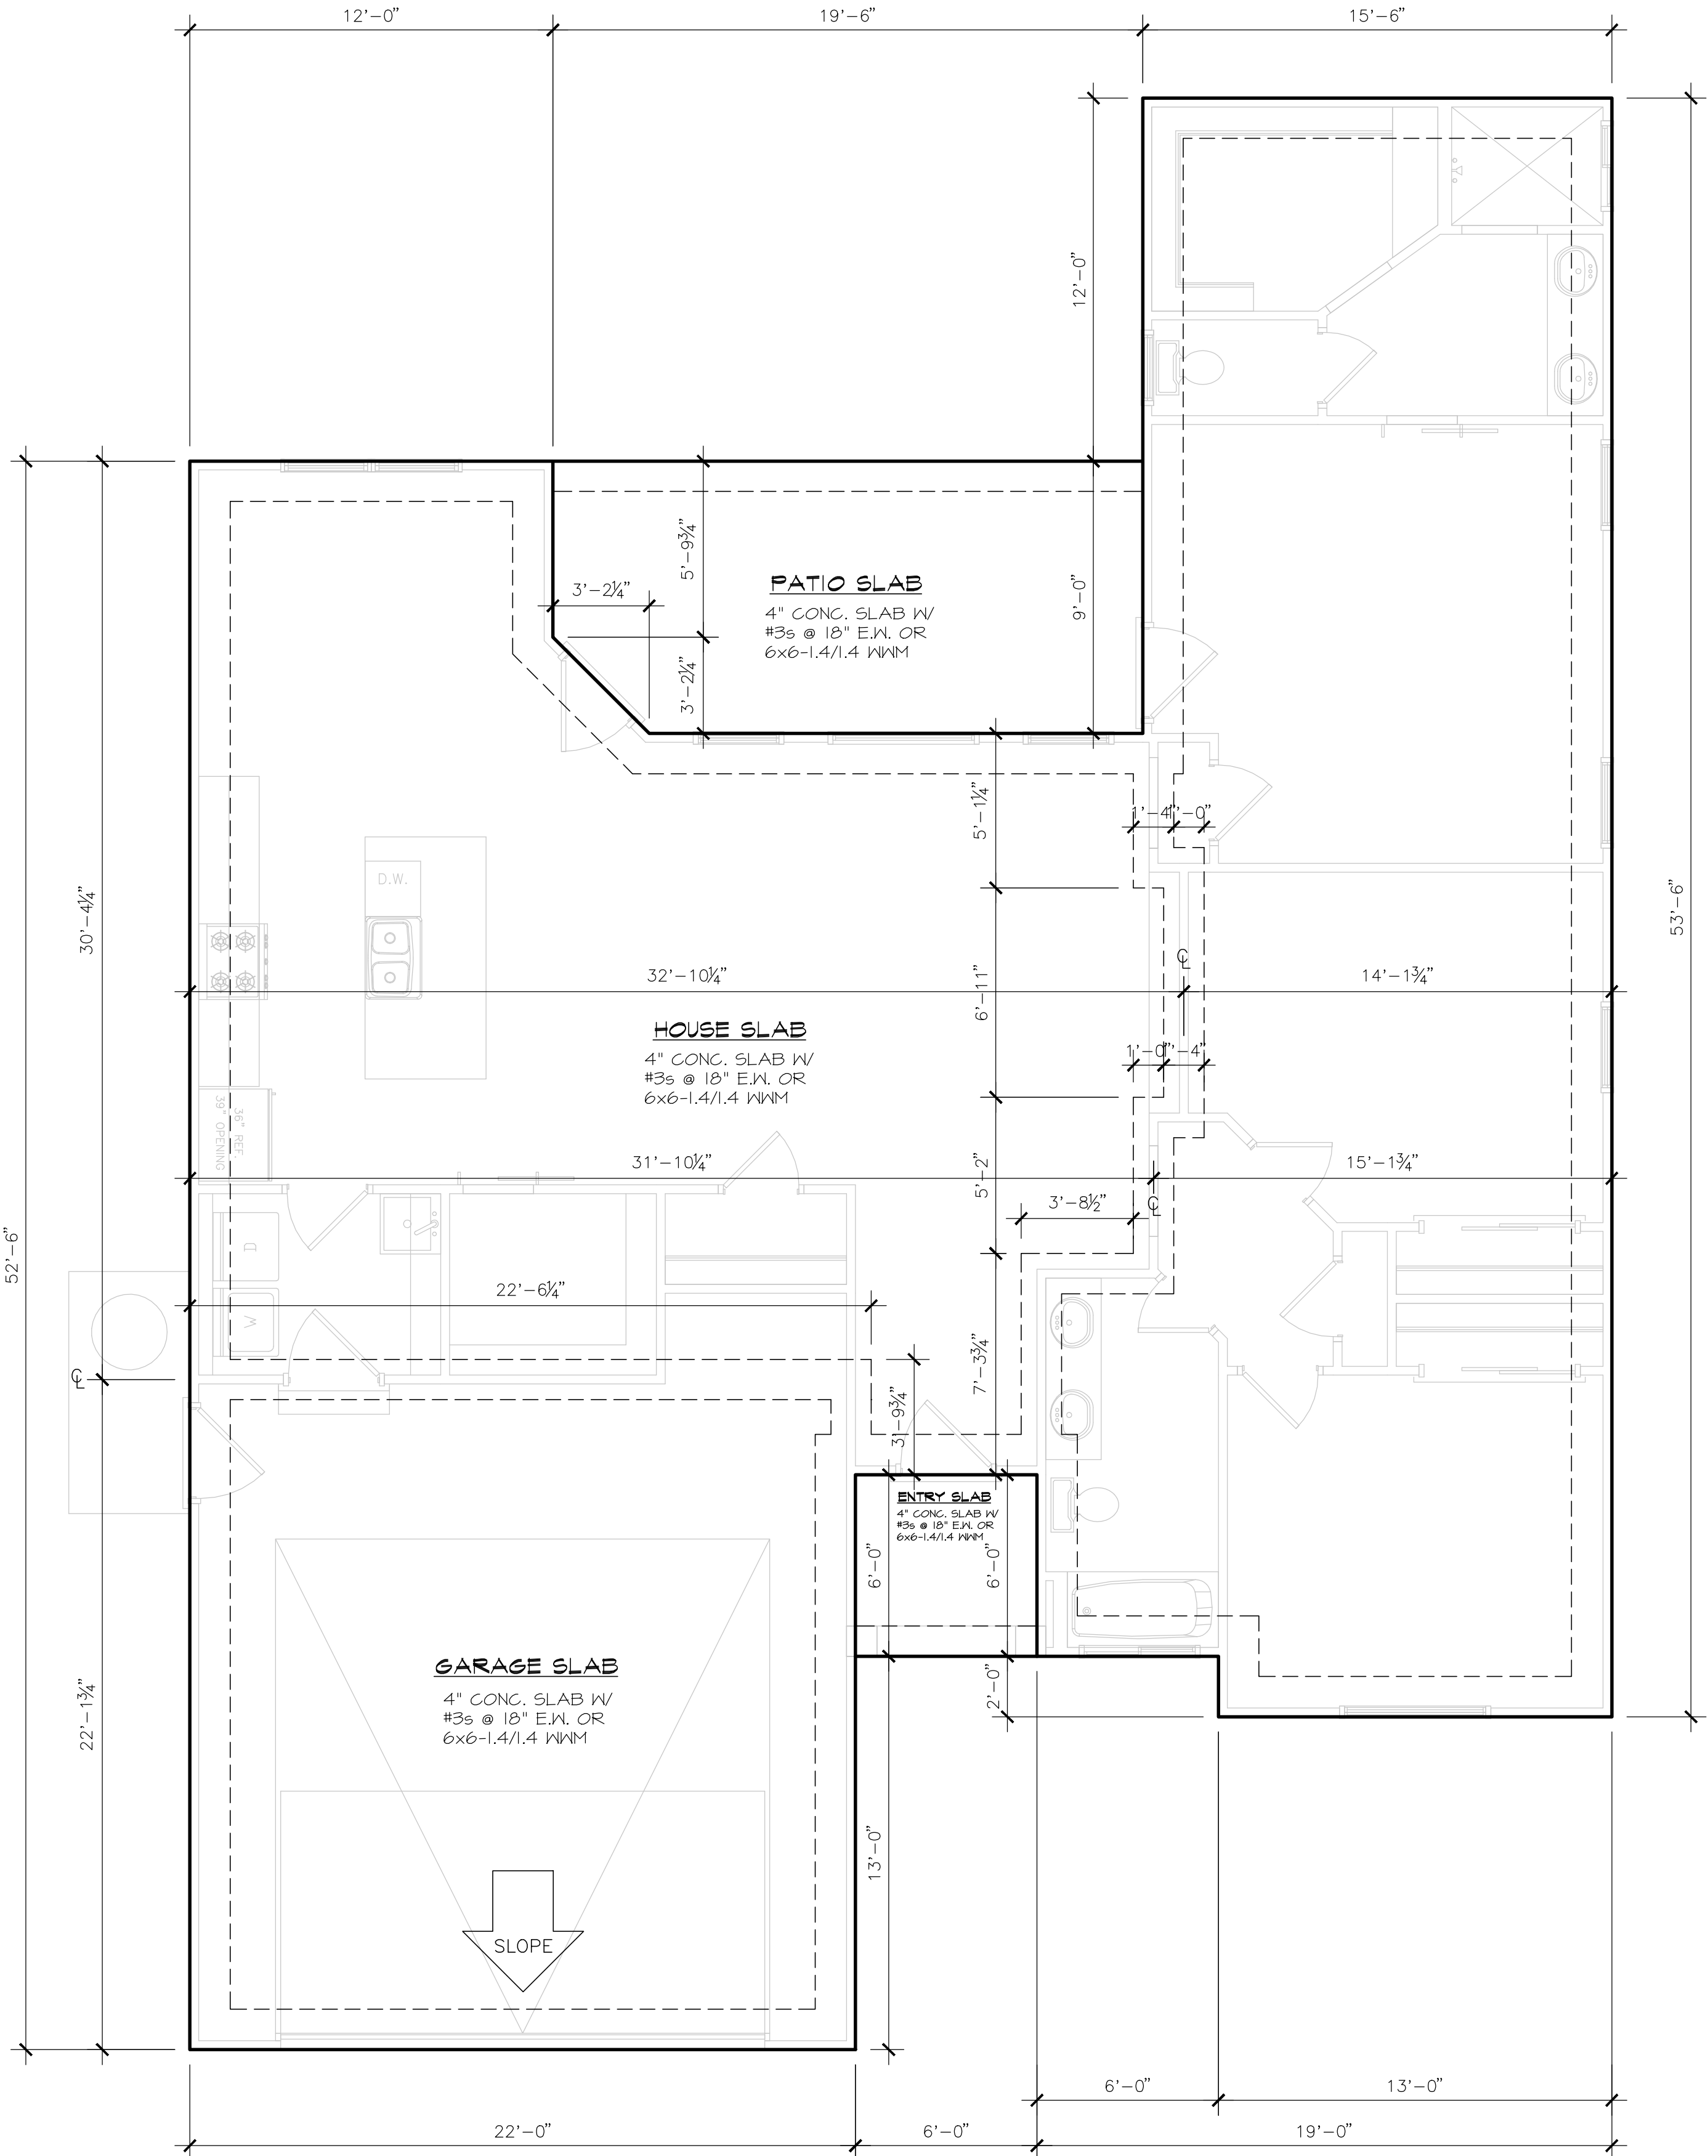 12'-0"
19'-6"
15'-6"
12'-0"
5'-9¾"
3'-2¼"
PATIO SLAB
4" CONC. SLAB W/
#3s @ 18" E.W. OR
6x6-1.4/1.4 WWM
9'-0"
3'-2¼"
5'-1¼"
1'-4"
1'-0"
D.W.
30'-4¼"
53'-6"
CL
32'-10¼"
6'-11"
14'-1¾"
HOUSE SLAB
4" CONC. SLAB W/
#3s @ 18" E.W. OR
6x6-1.4/1.4 WWM
1'-0"
1'-4"
36" REF.
39" OPENING
31'-10¼"
5'-2"
15'-1¾"
3'-8½"
CL
52'-6"
D
22'-6¼"
W
7'-3¾"
CL
3'-9¾"
ENTRY SLAB
4" CONC. SLAB W/
#3s @ 18" E.W. OR
6x6-1.4/1.4 WWM
6'-0"
6'-0"
GARAGE SLAB
4" CONC. SLAB W/
#3s @ 18" E.W. OR
6x6-1.4/1.4 WWM
2'-0"
22'-1¾"
13'-0"
SLOPE
6'-0"
13'-0"
22'-0"
6'-0"
19'-0"